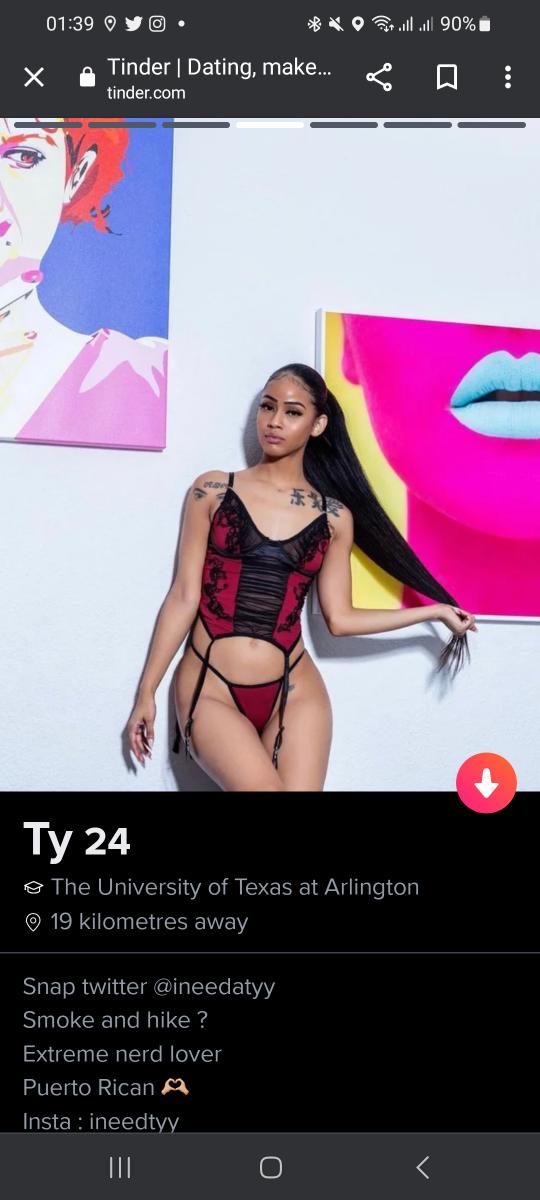 01:39
90%
Tinder | Dating, make...
tinder.com
Ty 24
The University of Texas at Arlington
19 kilometres away
Snap twitter @ineedatyy
Smoke and hike ?
Extreme nerd lover
Puerto Rican 🫶🏼
Insta : ineedtyy